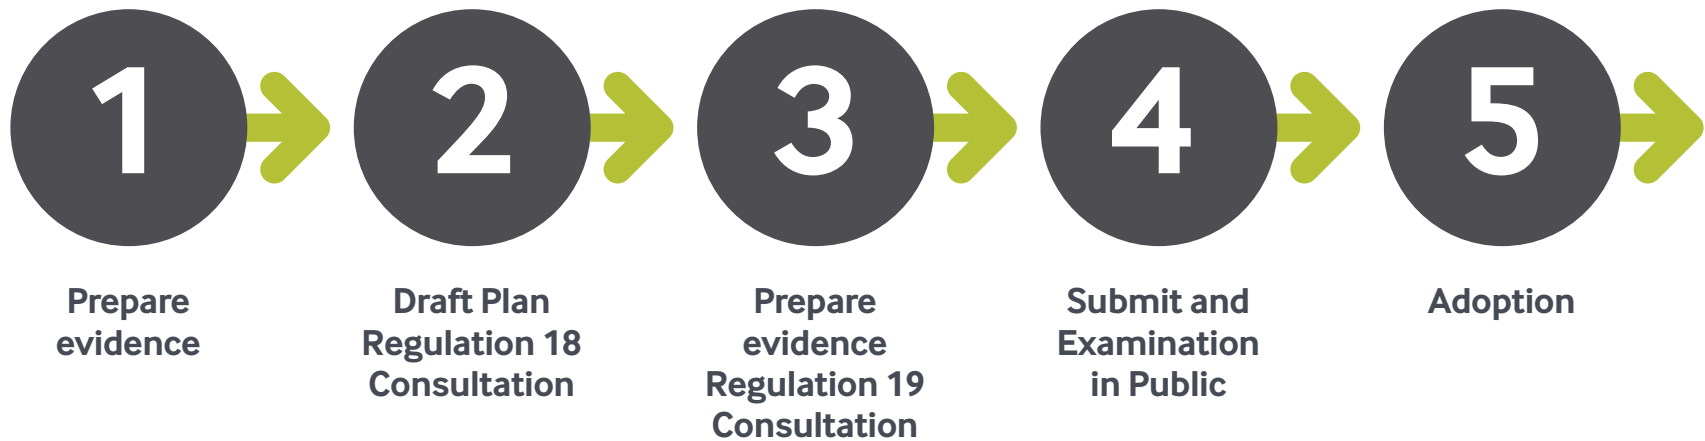 1
2
3
4
5
Prepare
evidence
Draft Plan
Regulation 18
Consultation
Prepare
evidence
Regulation 19
Consultation
Submit and
Examination
in Public
Adoption